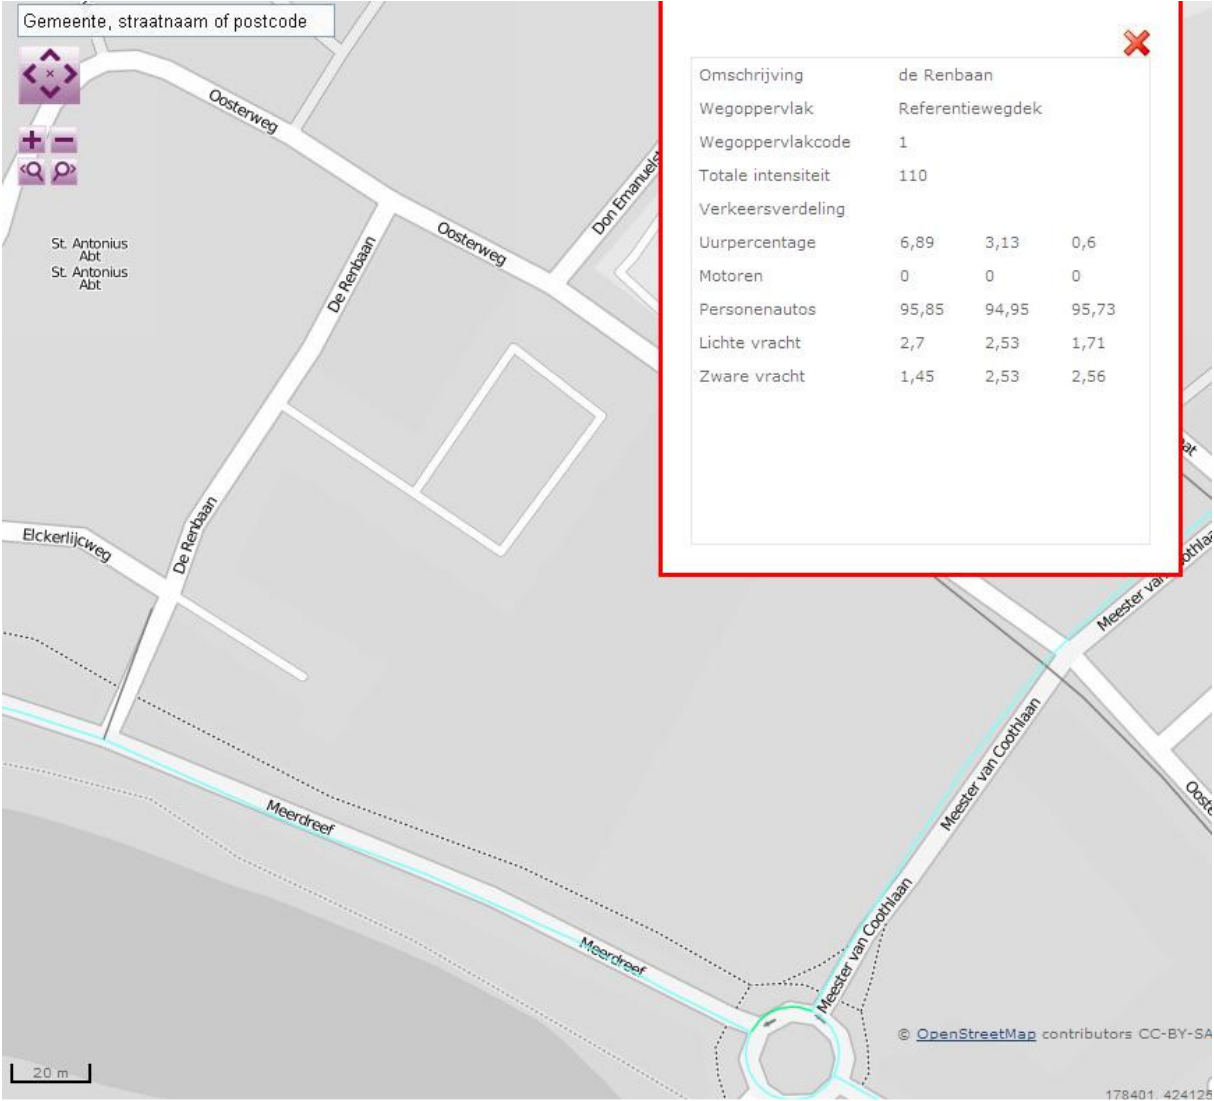 Gemeente, straatnaam of postcode
Omschrijving de Renbaan
Wegoppervlak Referentiewegdek
Wegoppervlakcode 1
Totale intensiteit 110
Verkeersverdeling
Uurpercentage 6,89 3,13 0,6
Motoren 0 0 0
Personenautos 95,85 94,95 95,73
Lichte vracht 2,7 2,53 1,71
Zware vracht 1,45 2,53 2,56
Oosterweg
Don Emanuelst
Oosterweg
De Renbaan
St. Antonius
Abt
St. Antonius
Abt
De Renbaan
Elckerlijcweg
Meester van Coothlaan
Meester van Coothlaan
Meester van Coothlaan
Meerdreef
Meerdreef
© OpenStreetMap contributors CC-BY-SA
20 m
178401, 424125